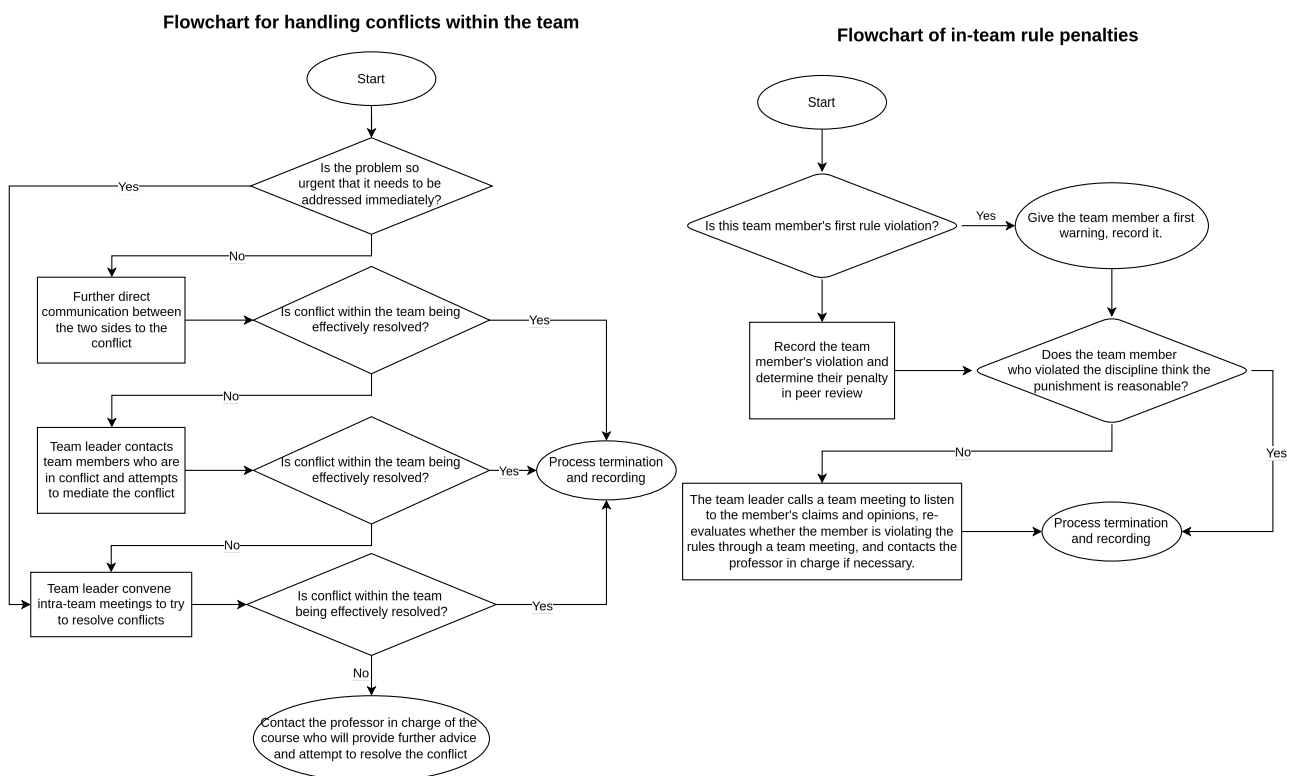 Flowchart for handling conflicts within the team
Start
Is the problem so
urgent that it needs to be
addressed immediately?
Yes
No
Further direct
communication between
the two sides to the
conflict
Is conflict within the team being
effectively resolved?
Yes
No
Team leader contacts
team members who are
in conflict and attempts
to mediate the conflict
Is conflict within the team being
effectively resolved?
Yes
Process termination
and recording
No
Team leader convene
intra-team meetings to try
to resolve conflicts
Is conflict within the team
being effectively resolved?
Yes
No
Contact the professor in charge of the
course who will provide further advice
and attempt to resolve the conflict
Flowchart of in-team rule penalties
Start
Is this team member's first rule violation?
Yes
Give the team member a first
warning, record it.
Record the team
member's violation and
determine their penalty
in peer review
Does the team member
who violated the discipline think the
punishment is reasonable?
No
Yes
The team leader calls a team meeting to listen
to the member's claims and opinions, re-
evaluates whether the member is violating the
rules through a team meeting, and contacts the
professor in charge if necessary.
Process termination
and recording